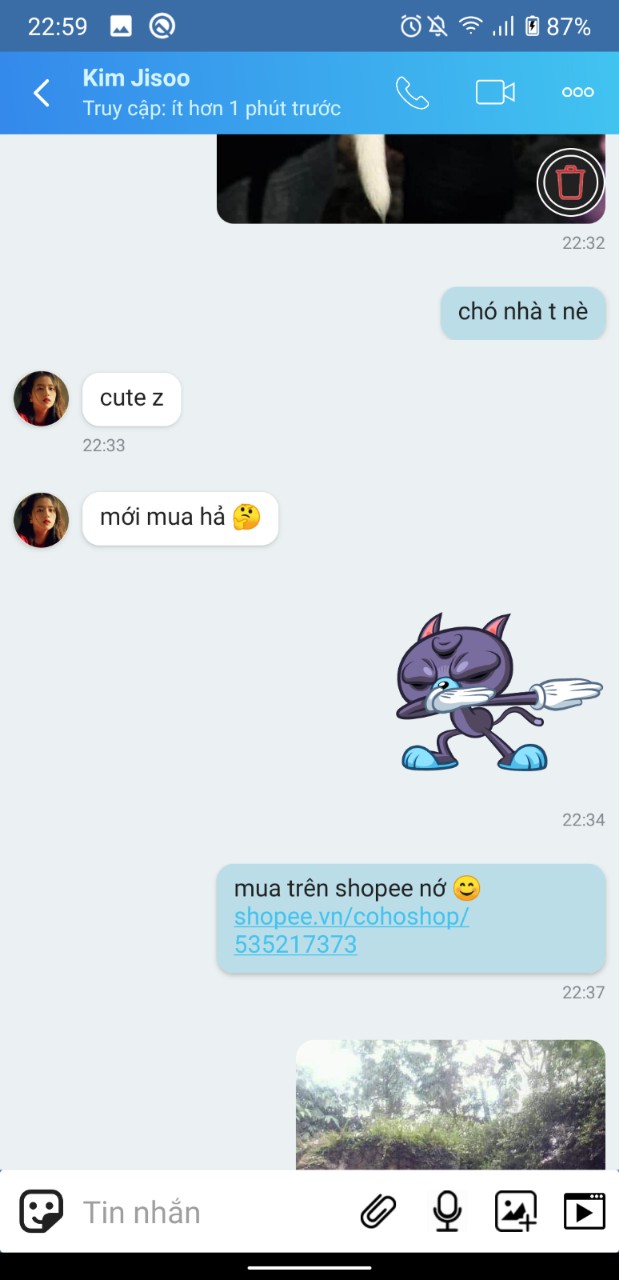 22:59
87%
Kim Jisoo
Truy cập: ít hơn 1 phút trước
22:32
chó nhà t nè
cute z
22:33
mới mua hả 🤔
22:34
mua trên shopee nớ 😊
shopee.vn/cohoshop/
535217373
22:37
Tin nhắn